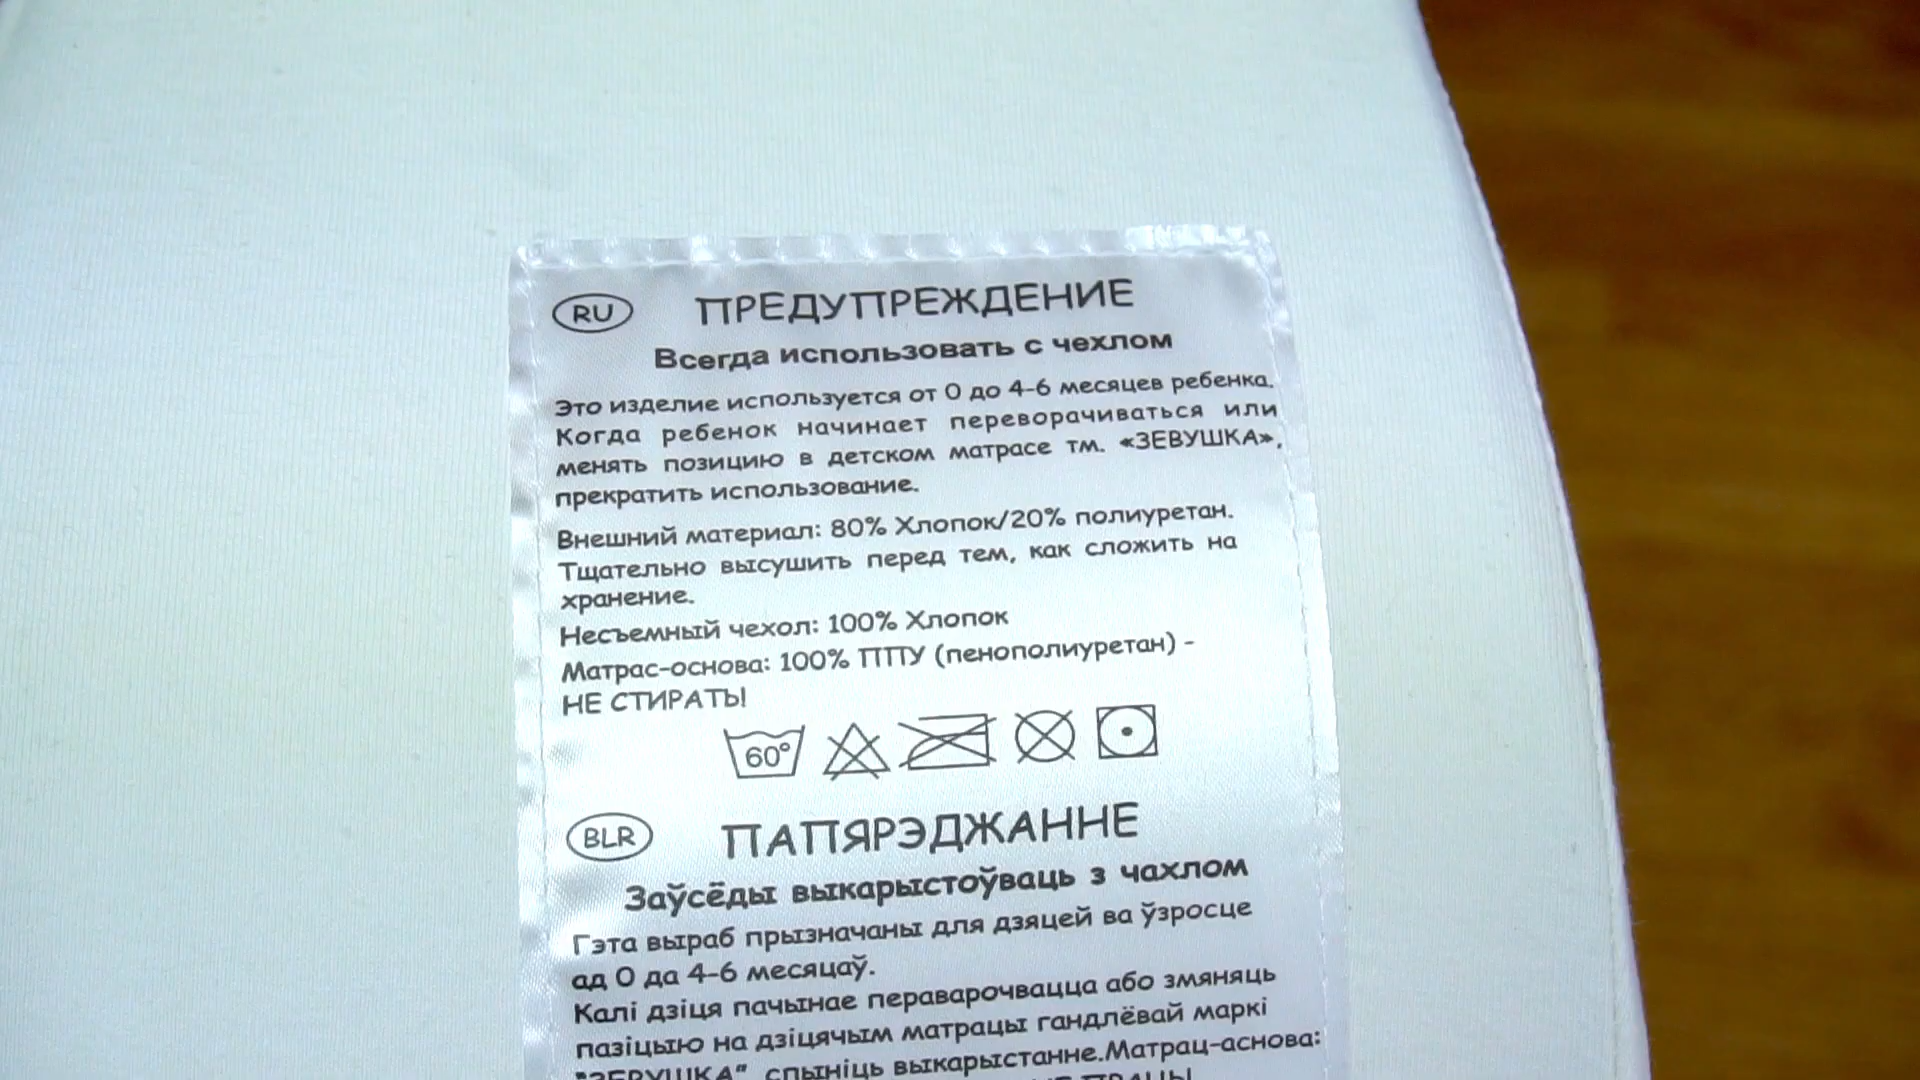 RU ПРЕДУПРЕЖДЕНИЕ
Всегда использовать с чехлом
Это изделие используется от 0 до 4-6 месяцев ребенка.
Когда ребенок начинает переворачиваться или
менять позицию в детском матрасе тм. «ЗЕВУШКА»,
прекратить использование.
Внешний материал: 80% Хлопок/20% полиуретан.
Тщательно высушить перед тем, как сложить на
хранение.
Несъемный чехол: 100% Хлопок
Матрас-основа: 100% ППУ (пенополиуретан) -
НЕ СТИРАТЬ!
60°
BLR ПАПЯРЭДЖАННЕ
Заўсёды выкарыстоўваць з чахлом
Гэта выраб прызначаны для дзяцей ва ўзросце
ад 0 да 4-6 месяцаў.
Калі дзіця пачынае пераварочвацца або змяняць
пазіцыю на дзіцячым матрацы гандлёвай маркі
"ЗЕВУШКА" спыніць выкарыстанне.Матрац-аснова: